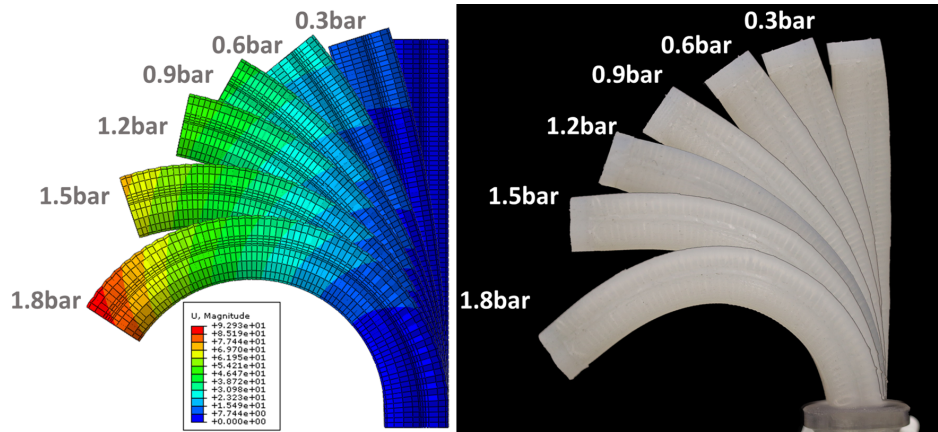 0.3bar
0.6bar
0.9bar
1.2bar
1.5bar
1.8bar
U, Magnitude
+9.293e+01
+8.519e+01
+7.744e+01
+6.970e+01
+6.195e+01
+5.421e+01
+4.647e+01
+3.872e+01
+3.098e+01
+2.323e+01
+1.549e+01
+7.744e+00
+0.000e+00
0.3bar
0.6bar
0.9bar
1.2bar
1.5bar
1.8bar